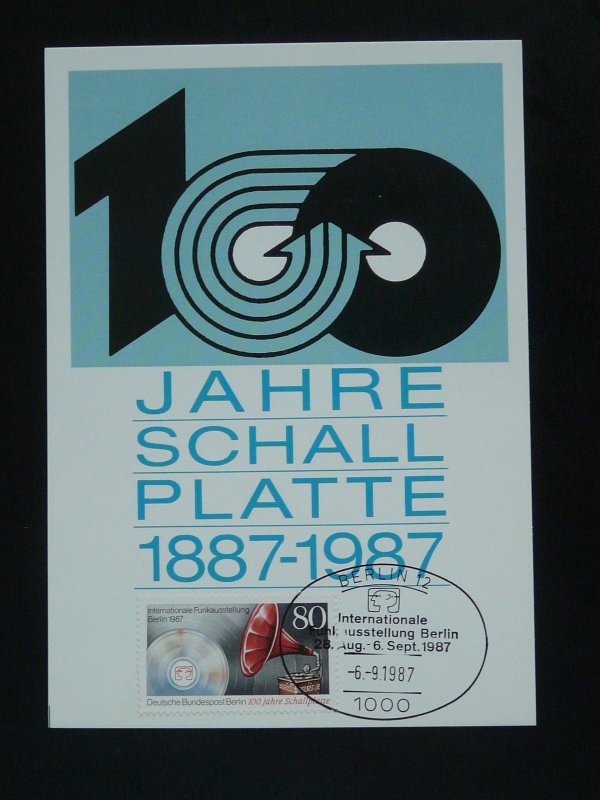 100
JAHRE
SCHALL
PLATTE
1887-1987
Internationale Funkausstellung
Berlin 1987
80
Deutsche Bundespost Berlin 100 Jahre Schallplatte
BERLIN 12
Internationale
Funkausstellung Berlin
28. Aug.-6. Sept. 1987
-6.-9.1987
1000